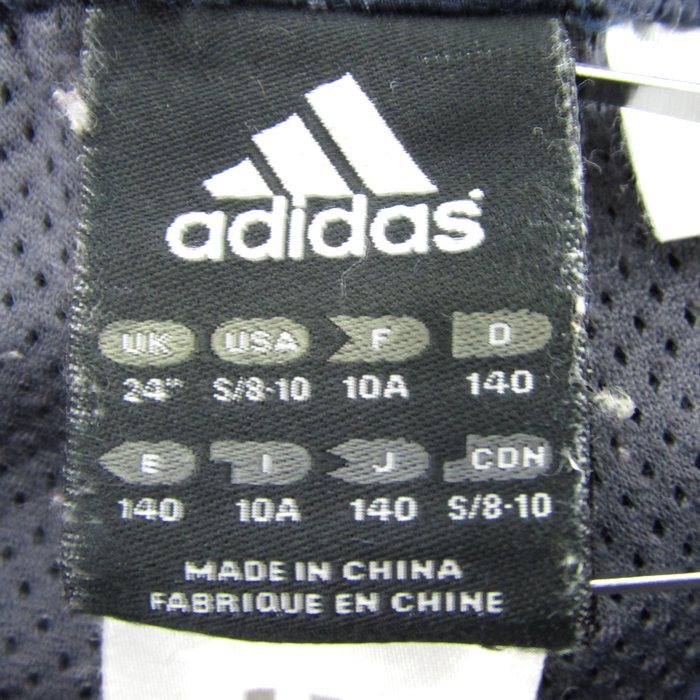 adidas
UK USA F D
24" S/8-10 10A 140
E I J CDN
140 10A 140 S/8-10
MADE IN CHINA
FABRIQUE EN CHINE